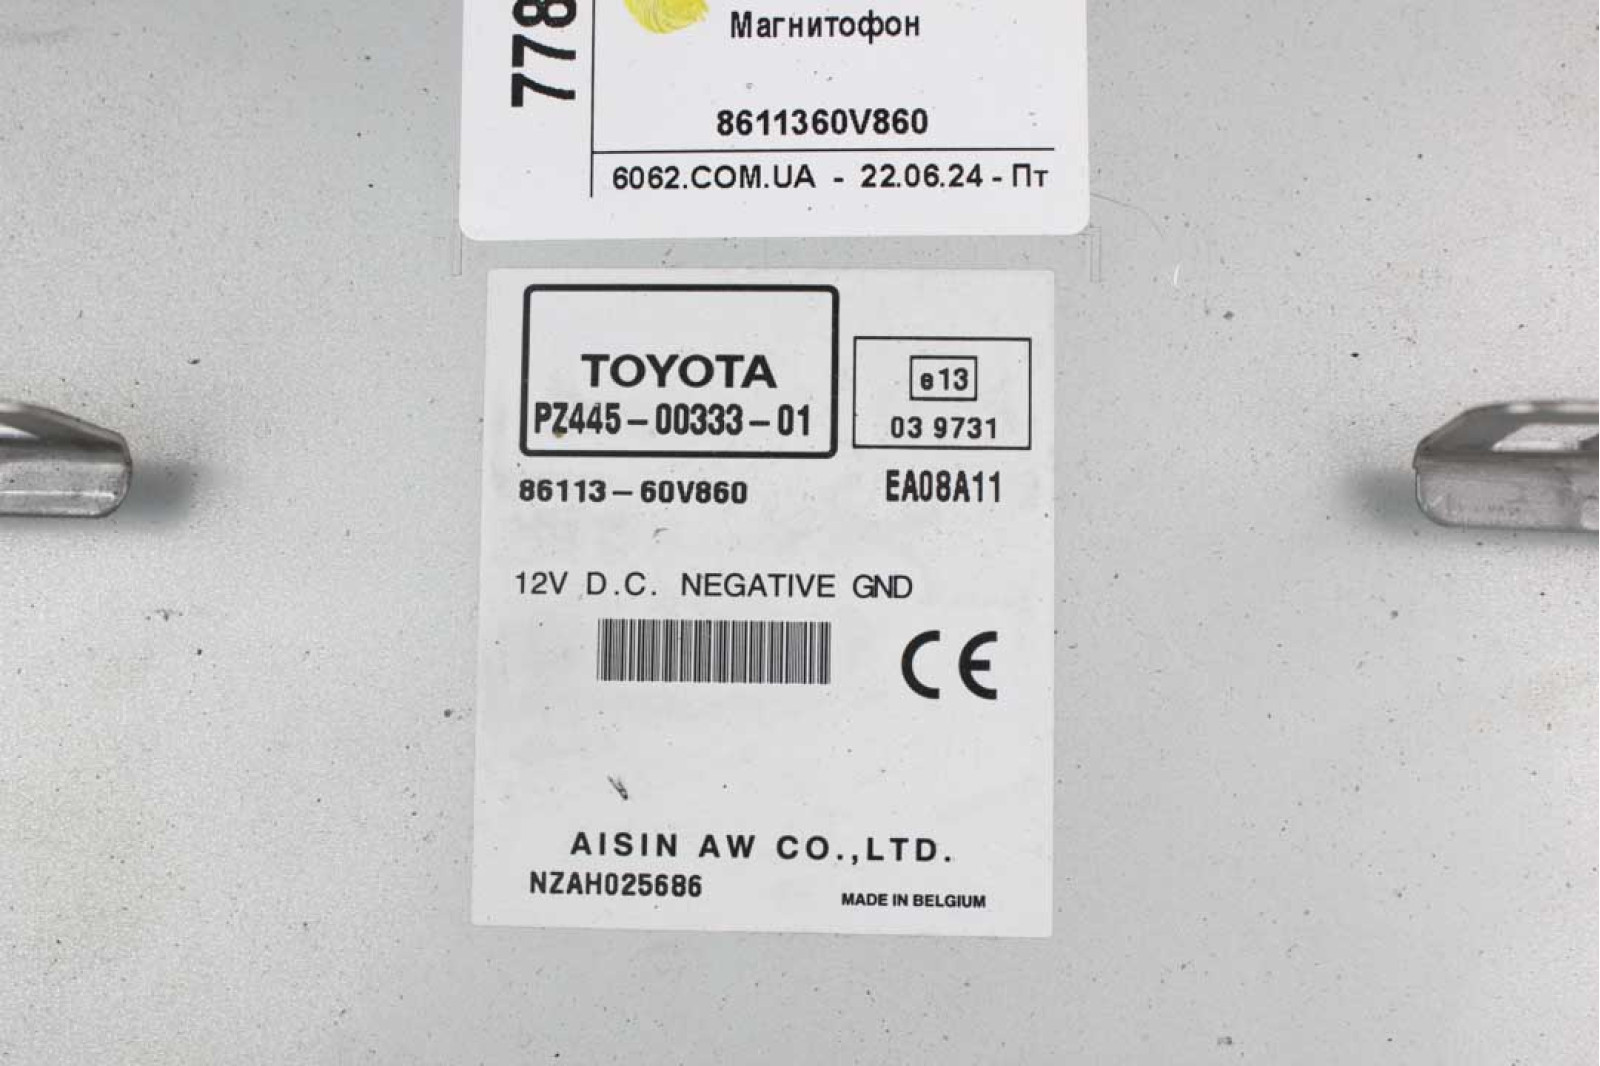 778
Магнитофон
8611360V860
6062.COM.UA - 22.06.24 - Пт
TOYOTA
PZ445-00333-01
e13
03 9731
86113-60V860
EA08A11
12V D.C. NEGATIVE GND
CE
AISIN AW CO.,LTD.
NZAH025686
MADE IN BELGIUM